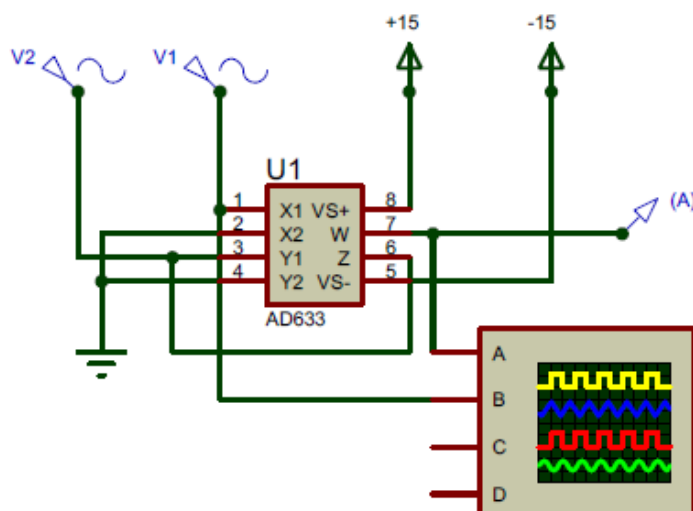 +15
-15
V2
V1
(A)
U1
1 X1 VS+ 8
2 X2 W 7
3 Y1 Z 6
4 Y2 VS- 5
AD633
A
B
C
D